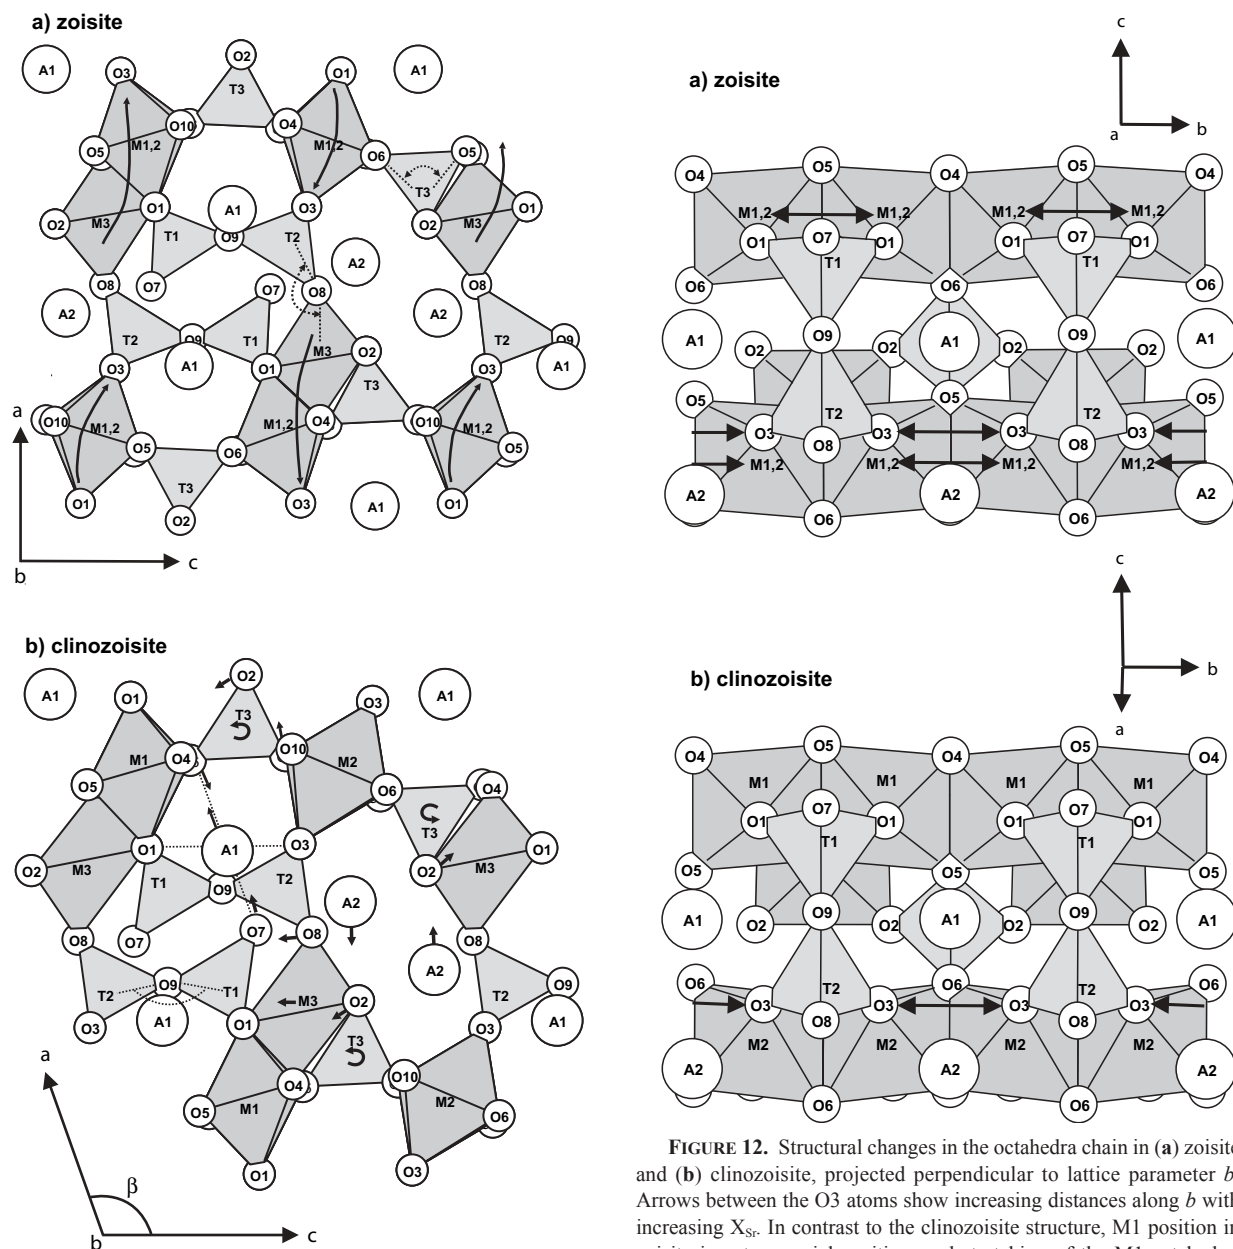 a) zoisite
O2
A1 O3 O1 A1
T3
O10 O4
O5 M1,2 M1,2 O6 O5
T3
O2 M3 O1 A1 O3 O2 M3 O1
T1 O9 T2
A2
O8 O7 O7 O8 O8
A2 A2
T2 O9 T1 M3 O2 T2 O9
O3 A1 O1 T3 O3 A1
a
O10 M1,2 O4 O10 M1,2
O5 O6 M1,2 O5
T3
O1 O2 O3 A1 O1
b c
b) clinozoisite
O2
A1 O1 O3 A1
T3
M1 O4 O10 M2
O5 O6 O4
T3
O1 A1 O3 O1
O2 M3 O2 M3
T1 O9 T2
A2
O8 O7 O7 O8 O8
A2
T2 O9 T1 M3 O2 T2 O9
O3 A1 O1 O3 A1
T3
a
O4 O10
O5 M1 M2 O6
O1 O3
β
b c
c
a) zoisite
a b
O4 O5 O4 O5 O4
M1,2 M1,2 M1,2 M1,2
O1 O7 O1 O1 O7 O1
T1 T1
O6 O6 O6
A1 O9 A1 O9 A1
O2 O2 O2 O2
O5 O5 O5
T2 T2
O3 O8 O3 O3 O8 O3
M1,2 M1,2 M1,2 M1,2
A2 A2 A2
O6 O6
c
b
a
b) clinozoisite
O4 O5 O4 O5 O4
M1 M1 M1 M1
O1 O7 O1 O1 O7 O1
T1 T1
O5 O5 O5
A1 O2 O9 O2 A1 O2 O9 O2 A1
O6 O6 O6
T2 T2
O3 O3 O3 O3
O8 O8
M2 M2 M2 M2
A2 A2 A2
O6 O6
FIGURE 12. Structural changes in the octahedra chain in (a) zoisite
and (b) clinozoisite, projected perpendicular to lattice parameter b
Arrows between the O3 atoms show increasing distances along b with
increasing XSr. In contrast to the clinozoisite structure, M1 position in